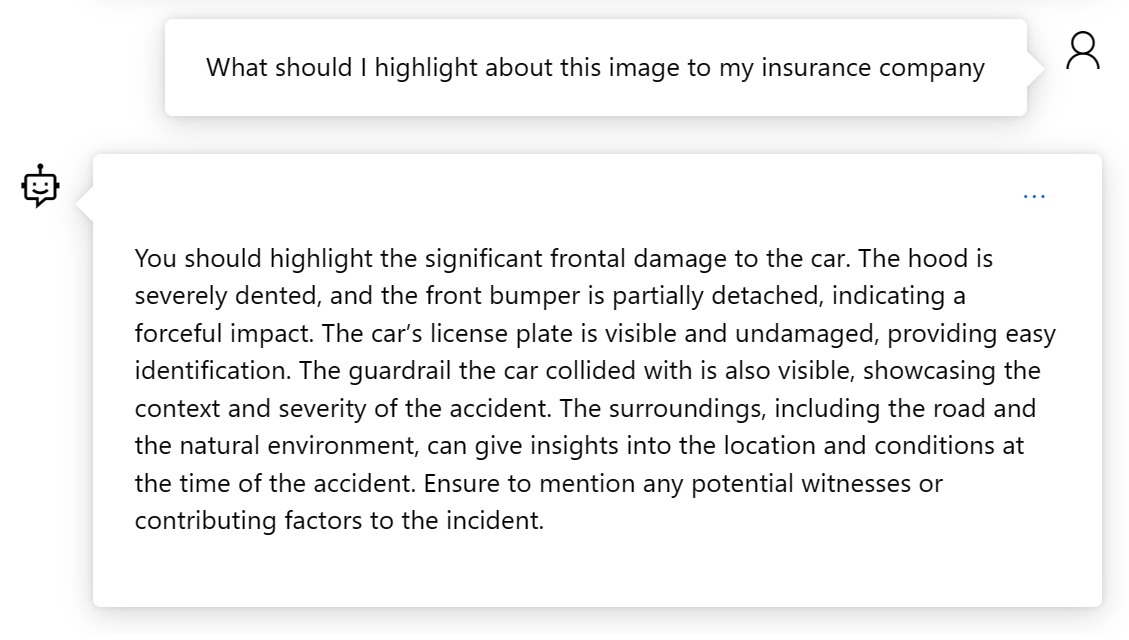 What should I highlight about this image to my insurance company
...
You should highlight the significant frontal damage to the car. The hood is
severely dented, and the front bumper is partially detached, indicating a
forceful impact. The car’s license plate is visible and undamaged, providing easy
identification. The guardrail the car collided with is also visible, showcasing the
context and severity of the accident. The surroundings, including the road and
the natural environment, can give insights into the location and conditions at
the time of the accident. Ensure to mention any potential witnesses or
contributing factors to the incident.